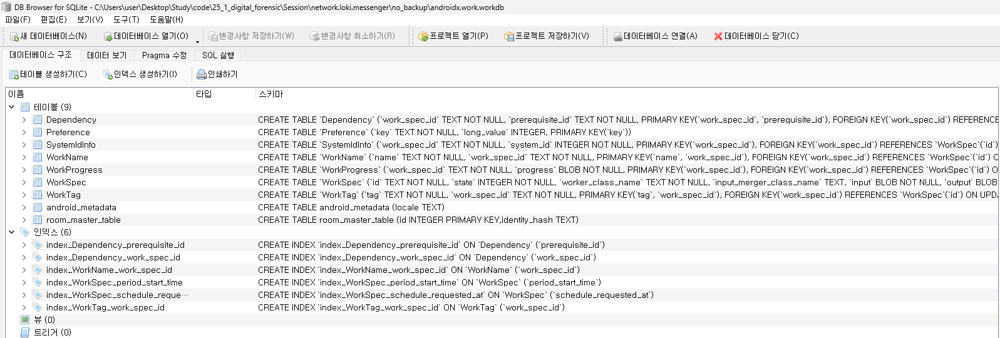 DB Browser for SQLite - C:\Users\user\Desktop\Study\code\25_1_digital_forensic\Session\network.loki.messenger\no_backup\androidx.work.workdb
파일(F) 편집(E) 보기(V) 도구(T) 도움말(H)
새 데이터베이스(N) 데이터베이스 열기(O) 변경사항 저장하기(W) 변경사항 취소하기(R) 프로젝트 열기(P) 프로젝트 저장하기(V) 데이터베이스 연결(A) 데이터베이스 닫기(C)
데이터베이스 구조 데이터 보기 Pragma 수정 SQL 실행
테이블 생성하기(C) 인덱스 생성하기(I) 인쇄하기
이름 타입 스키마
테이블 (9)
Dependency CREATE TABLE `Dependency` (`work_spec_id` TEXT NOT NULL, `prerequisite_id` TEXT NOT NULL, PRIMARY KEY(`work_spec_id`, `prerequisite_id`), FOREIGN KEY(`work_spec_id`) REFERENCE
Preference CREATE TABLE `Preference` (`key` TEXT NOT NULL, `long_value` INTEGER, PRIMARY KEY(`key`))
SystemIdInfo CREATE TABLE `SystemIdInfo` (`work_spec_id` TEXT NOT NULL, `system_id` INTEGER NOT NULL, PRIMARY KEY(`work_spec_id`), FOREIGN KEY(`work_spec_id`) REFERENCES `WorkSpec`(`id`)
WorkName CREATE TABLE `WorkName` (`name` TEXT NOT NULL, `work_spec_id` TEXT NOT NULL, PRIMARY KEY(`name`, `work_spec_id`), FOREIGN KEY(`work_spec_id`) REFERENCES `WorkSpec`(`id`) O
WorkProgress CREATE TABLE `WorkProgress` (`work_spec_id` TEXT NOT NULL, `progress` BLOB NOT NULL, PRIMARY KEY(`work_spec_id`), FOREIGN KEY(`work_spec_id`) REFERENCES `WorkSpec`(`id`) O
WorkSpec CREATE TABLE `WorkSpec` (`id` TEXT NOT NULL, `state` INTEGER NOT NULL, `worker_class_name` TEXT NOT NULL, `input_merger_class_name` TEXT, `input` BLOB NOT NULL, `output` BLOB
WorkTag CREATE TABLE `WorkTag` (`tag` TEXT NOT NULL, `work_spec_id` TEXT NOT NULL, PRIMARY KEY(`tag`, `work_spec_id`), FOREIGN KEY(`work_spec_id`) REFERENCES `WorkSpec`(`id`) ON UPD
android_metadata CREATE TABLE android_metadata (locale TEXT)
room_master_table CREATE TABLE room_master_table (id INTEGER PRIMARY KEY,identity_hash TEXT)
인덱스 (6)
index_Dependency_prerequisite_id CREATE INDEX `index_Dependency_prerequisite_id` ON `Dependency` (`prerequisite_id`)
index_Dependency_work_spec_id CREATE INDEX `index_Dependency_work_spec_id` ON `Dependency` (`work_spec_id`)
index_WorkName_work_spec_id CREATE INDEX `index_WorkName_work_spec_id` ON `WorkName` (`work_spec_id`)
index_WorkSpec_period_start_time CREATE INDEX `index_WorkSpec_period_start_time` ON `WorkSpec` (`period_start_time`)
index_WorkSpec_schedule_reque… CREATE INDEX `index_WorkSpec_schedule_requested_at` ON `WorkSpec` (`schedule_requested_at`)
index_WorkTag_work_spec_id CREATE INDEX `index_WorkTag_work_spec_id` ON `WorkTag` (`work_spec_id`)
뷰 (0)
트리거 (0)